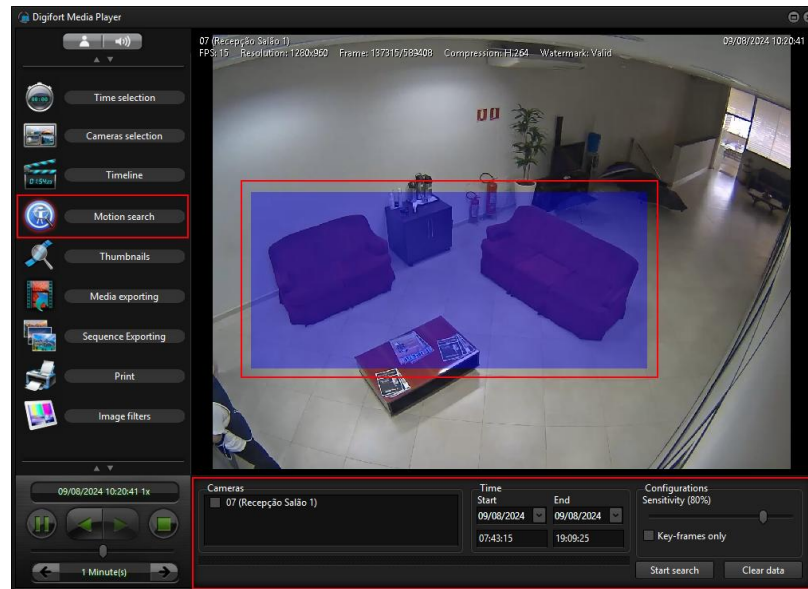 Digifort Media Player
07 (Recepção Salão 1)
09/08/2024 10:20:41
FPS: 15 Resolution: 1280x960 Frame: 137315/589408 Compression: H.264 Watermark: Valid
Time selection
Cameras selection
Timeline
Motion search
Thumbnails
Media exporting
Sequence Exporting
Print
Image filters
09/08/2024 10:20:41 1x
1 Minute(s)
Cameras
07 (Recepção Salão 1)
Time
Start End
09/08/2024 09/08/2024
07:43:15 19:09:25
Configurations
Sensitivity (80%)
Key-frames only
Start search Clear data